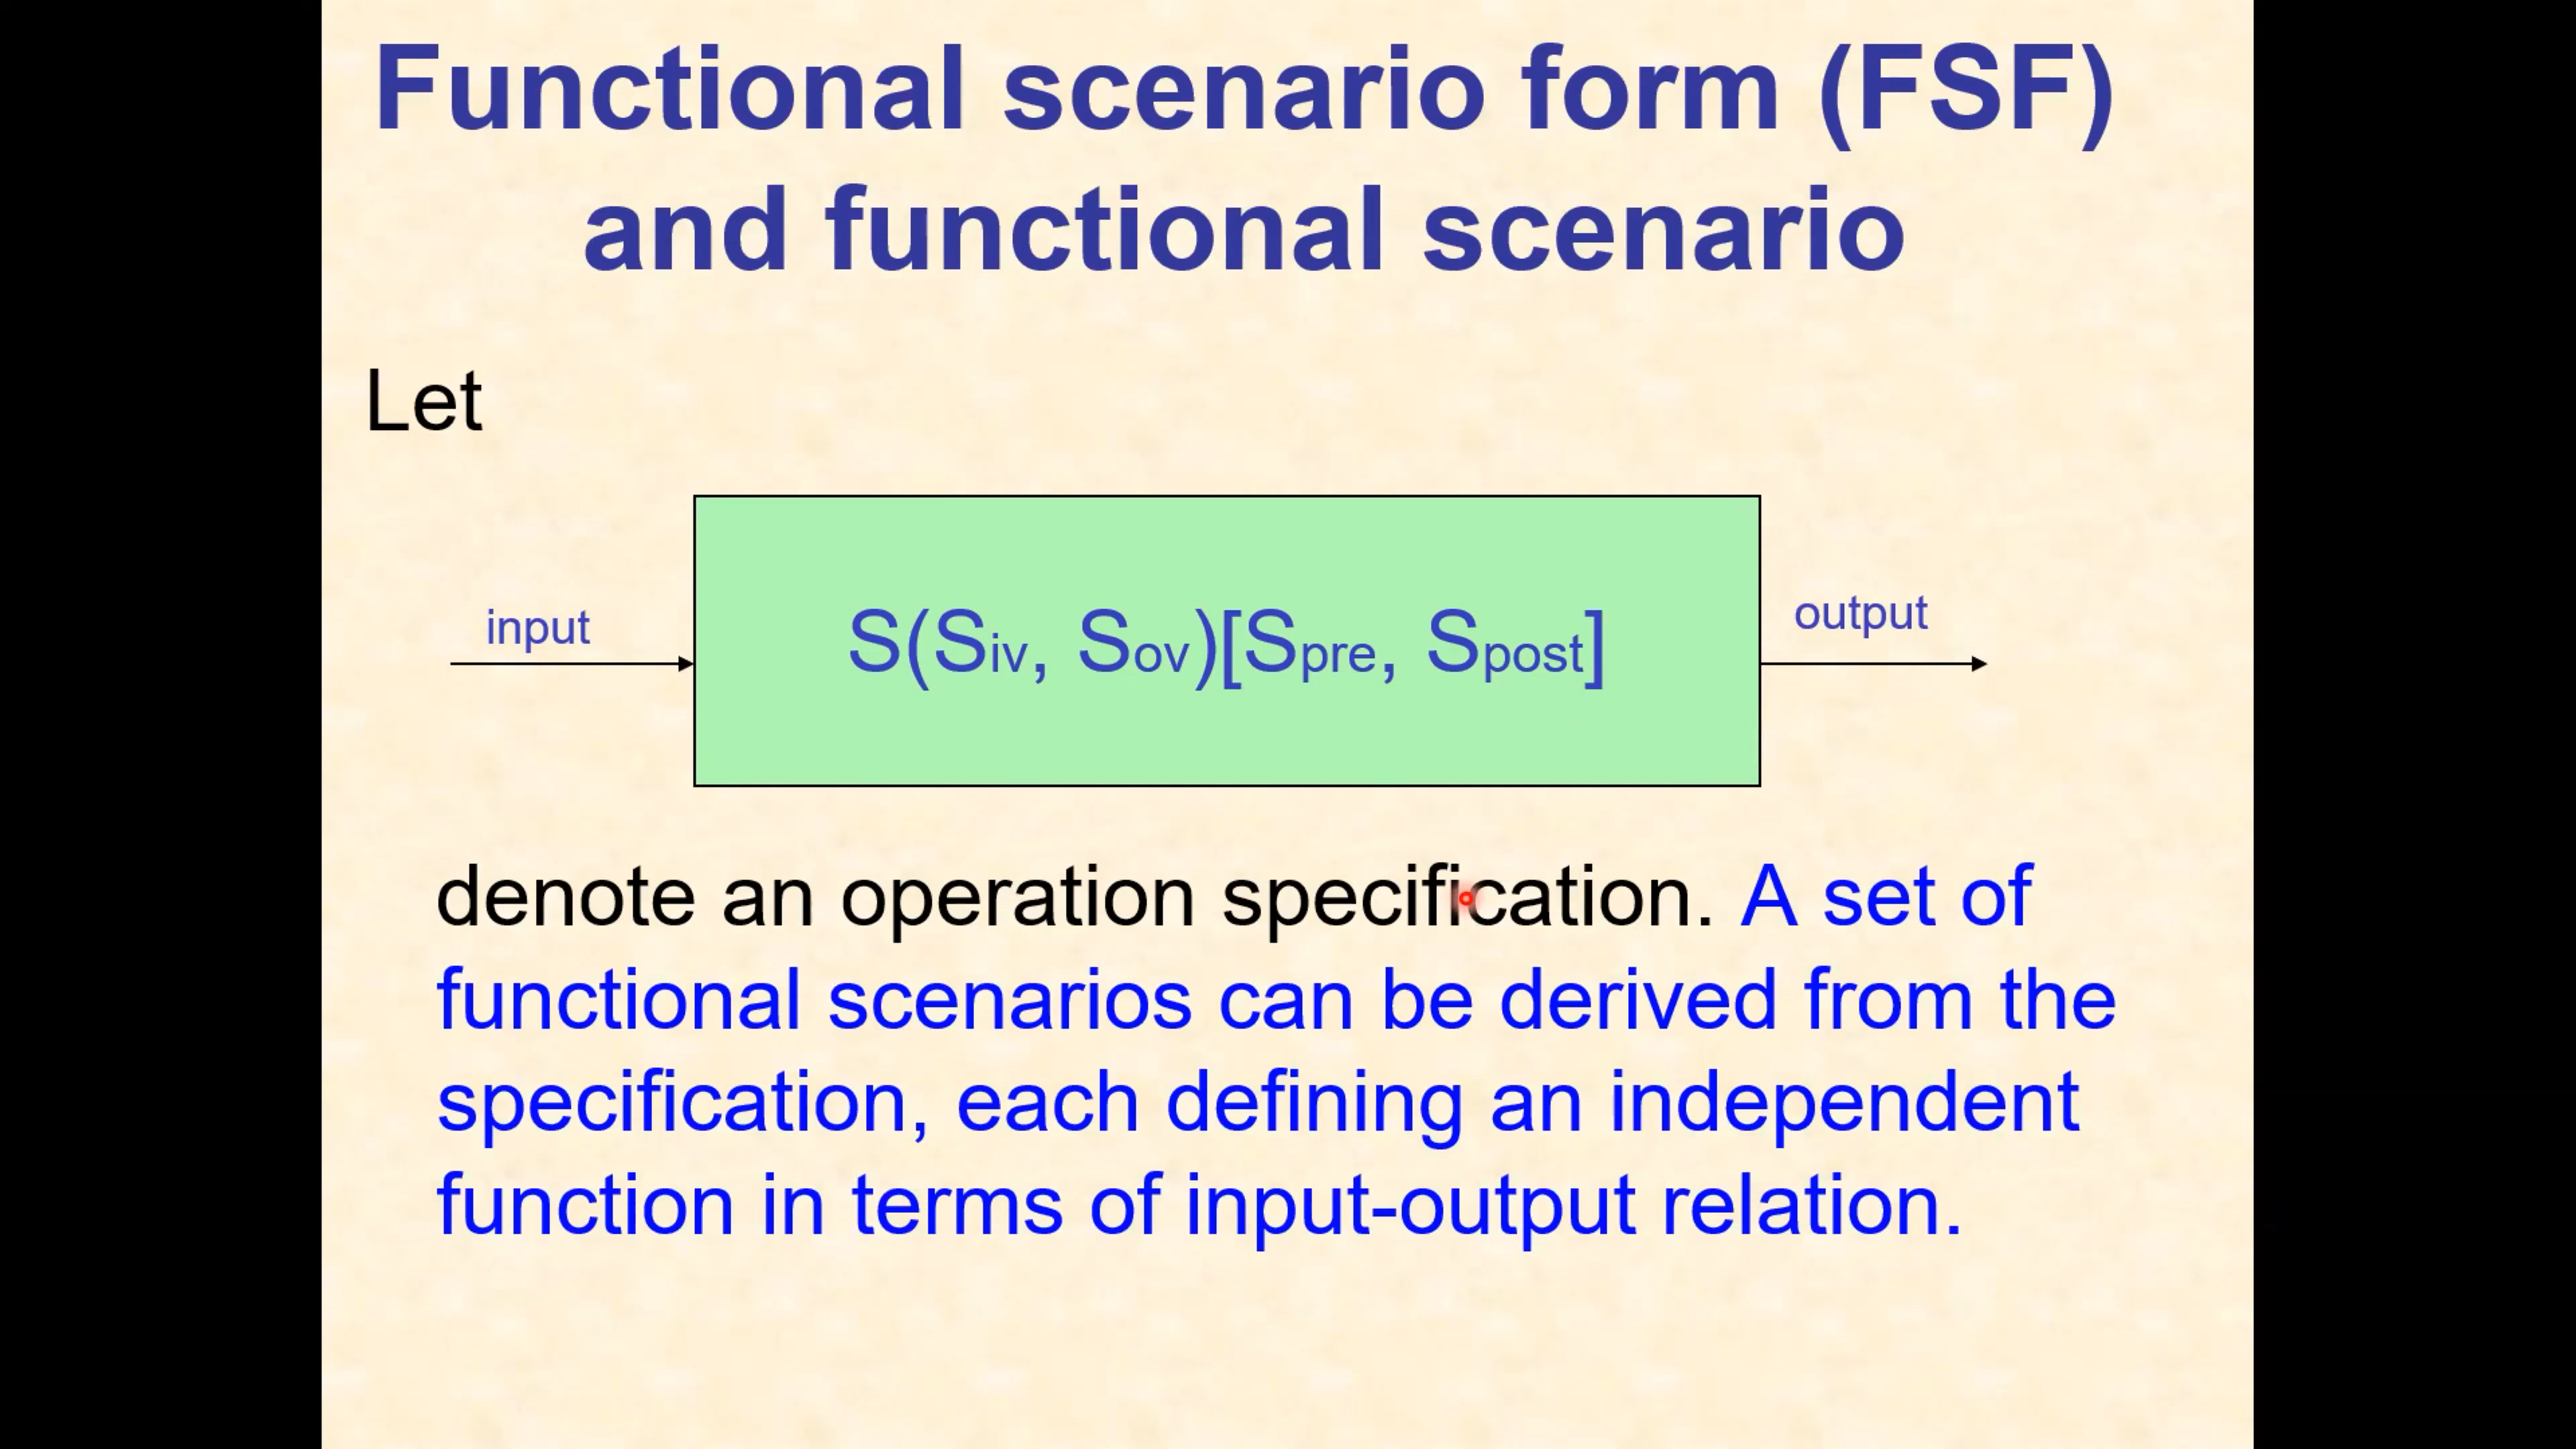 Functional scenario form (FSF)
and functional scenario
Let
input
S(Siv, Sov)[Spre, Spost]
output
denote an operation specification. A set of
functional scenarios can be derived from the
specification, each defining an independent
function in terms of input-output relation.